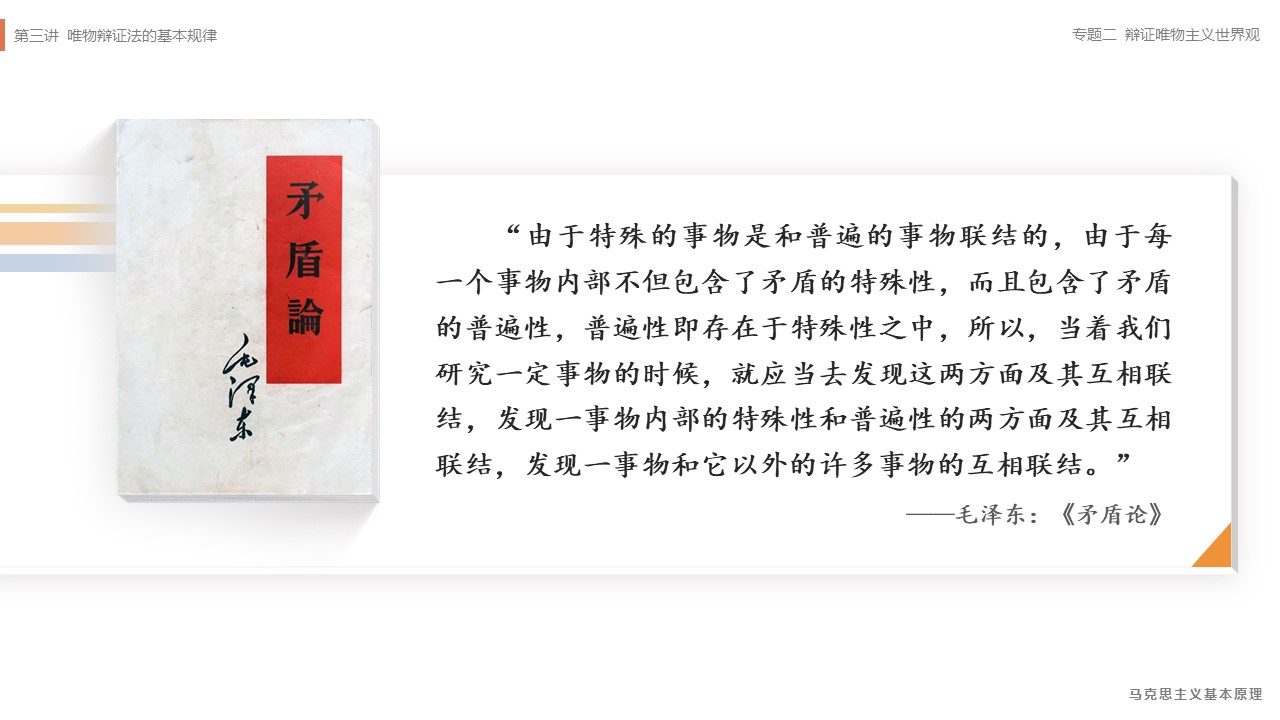 第三讲 唯物辩证法的基本规律
专题二 辩证唯物主义世界观
矛盾論
毛泽东
“由于特殊的事物是和普遍的事物联结的，由于每
一个事物内部不但包含了矛盾的特殊性，而且包含了矛盾
的普遍性，普遍性即存在于特殊性之中，所以，当着我们
研究一定事物的时候，就应当去发现这两方面及其互相联
结，发现一事物内部的特殊性和普遍性的两方面及其互相
联结，发现一事物和它以外的许多事物的互相联结。”
——毛泽东：《矛盾论》
马克思主义基本原理